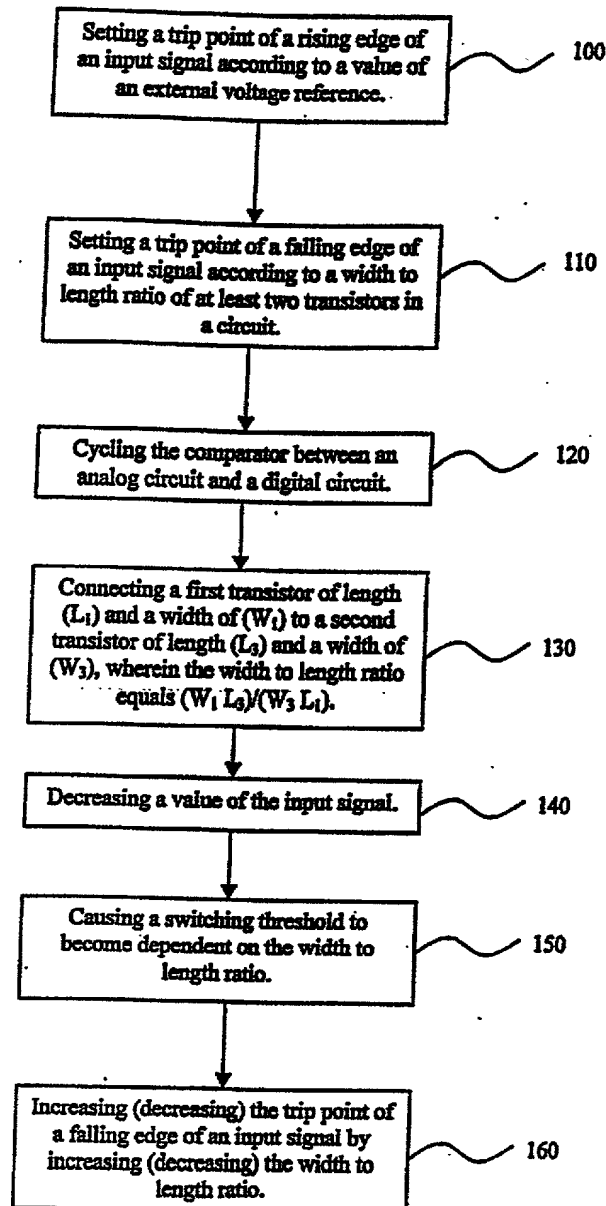 Setting a trip point of a rising edge of
an input signal according to a value of
an external voltage reference.
100
Setting a trip point of a falling edge of
an input signal according to a width to
length ratio of at least two transistors in
a circuit.
110
Cycling the comparator between an
analog circuit and a digital circuit.
120
Connecting a first transistor of length
(L₁) and a width of (W₁) to a second
transistor of length (L₃) and a width of
(W₃), wherein the width to length ratio
equals (W₁ L₃)/(W₃ L₁).
130
Decreasing a value of the input signal.
140
Causing a switching threshold to
become dependent on the width to
length ratio.
150
Increasing (decreasing) the trip point of
a falling edge of an input signal by
increasing (decreasing) the width to
length ratio.
160